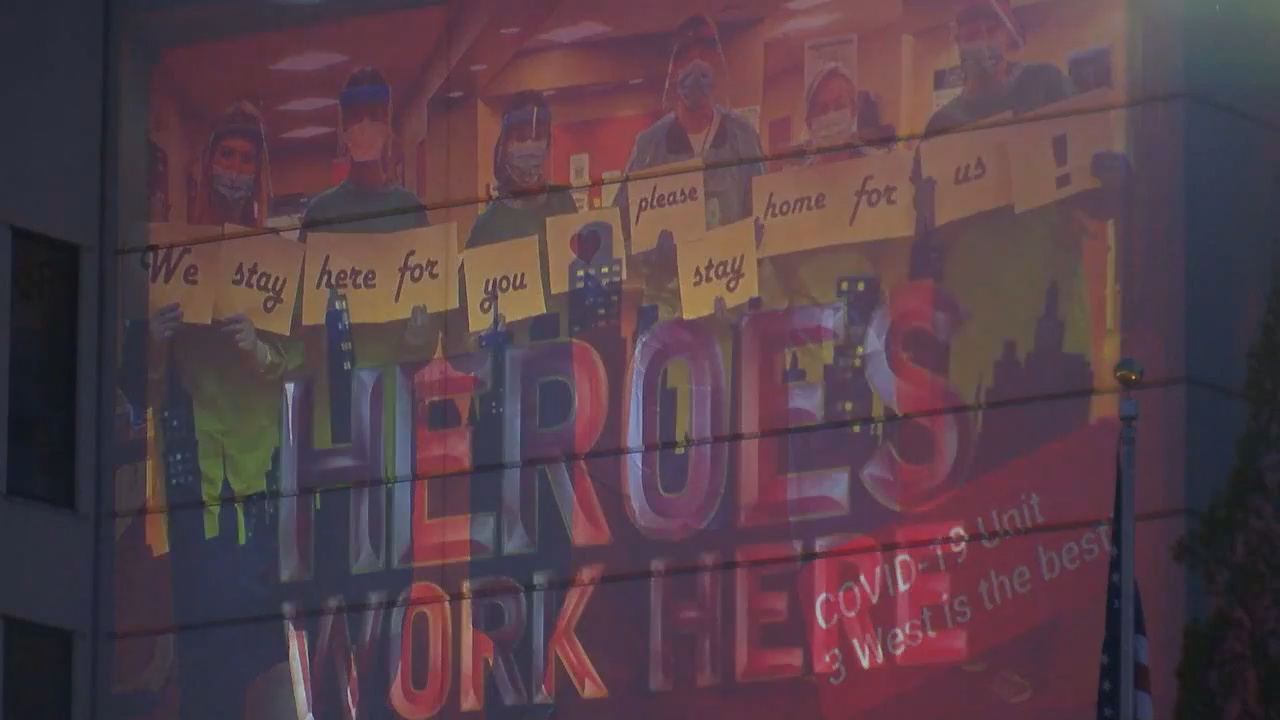 We stay here for you please stay home for us !
HEROES
WORK HERE
COVID-19 Unit
3 West is the best